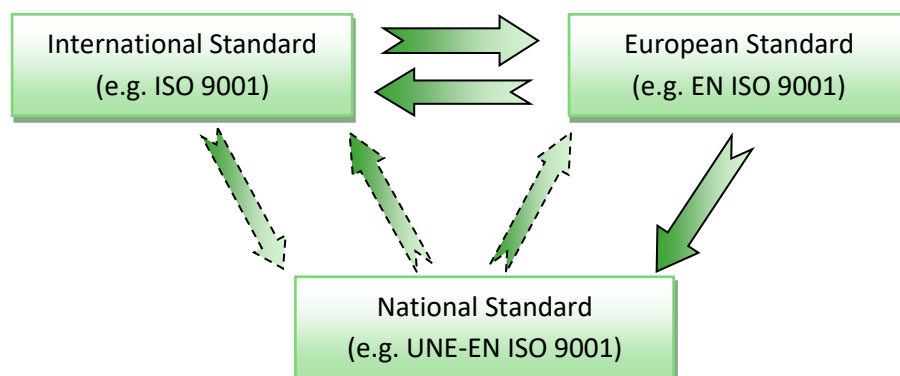 International Standard
(e.g. ISO 9001)
European Standard
(e.g. EN ISO 9001)
National Standard
(e.g. UNE-EN ISO 9001)